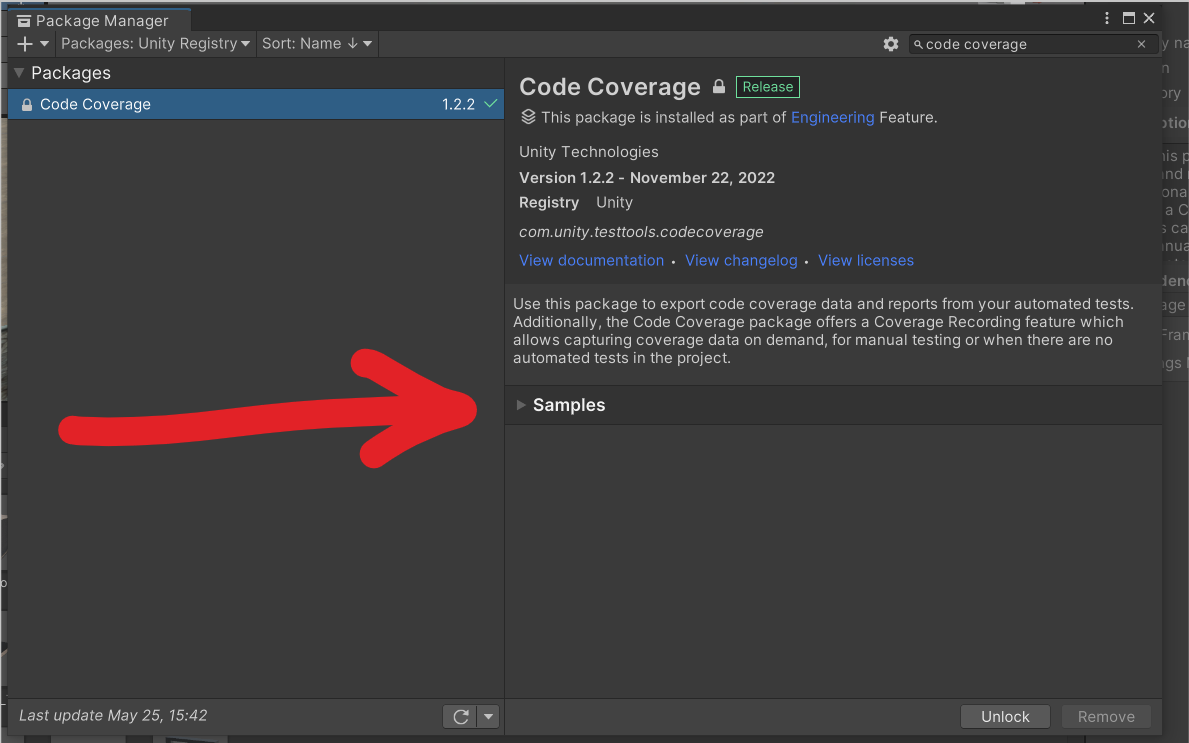 Package Manager
Packages: Unity Registry
Sort: Name ↓
code coverage
Packages
Code Coverage
1.2.2
Code Coverage
Release
This package is installed as part of Engineering Feature.
Unity Technologies
Version 1.2.2 - November 22, 2022
Registry Unity
com.unity.testtools.codecoverage
View documentation • View changelog • View licenses
Use this package to export code coverage data and reports from your automated tests.
Additionally, the Code Coverage package offers a Coverage Recording feature which
allows capturing coverage data on demand, for manual testing or when there are no
automated tests in the project.
Samples
Last update May 25, 15:42
Unlock
Remove